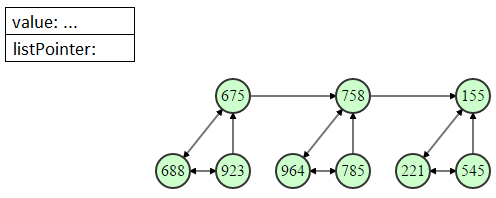 value: ...
listPointer:
675 758 155
688 923 964 785 221 545